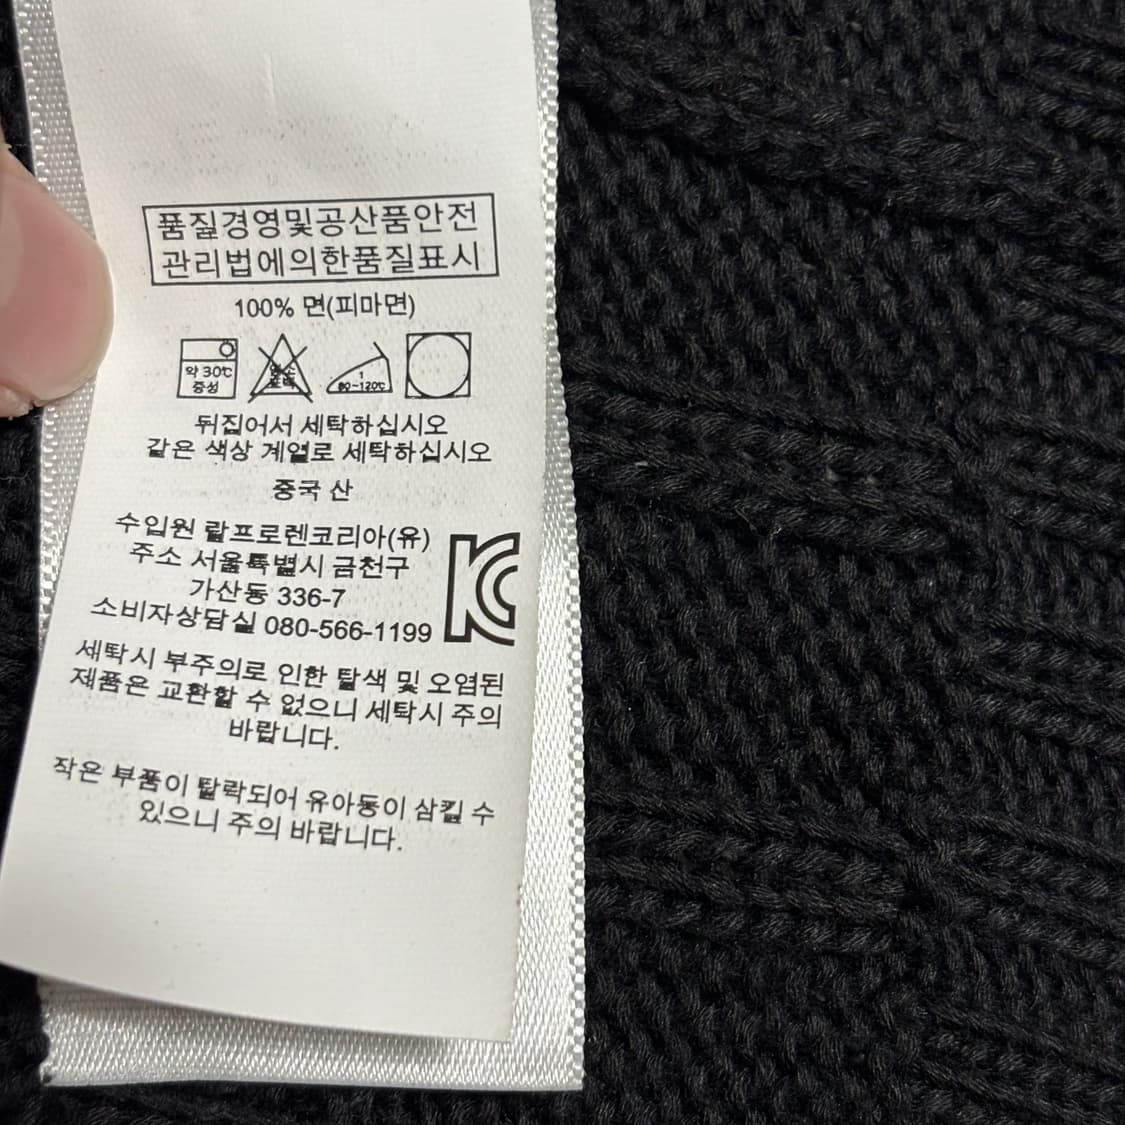 품질경영및공산품안전
관리법에의한품질표시
100% 면(피마면)
약 30℃
중성
염소
표백
1
80~120℃
뒤집어서 세탁하십시오
같은 색상 계열로 세탁하십시오
중국 산
수입원 랄프로렌코리아(유)
주소 서울특별시 금천구
가산동 336-7
소비자상담실 080-566-1199
KC
세탁시 부주의로 인한 탈색 및 오염된
제품은 교환할 수 없으니 세탁시 주의
바랍니다.
작은 부품이 탈락되어 유아동이 삼킬 수
있으니 주의 바랍니다.